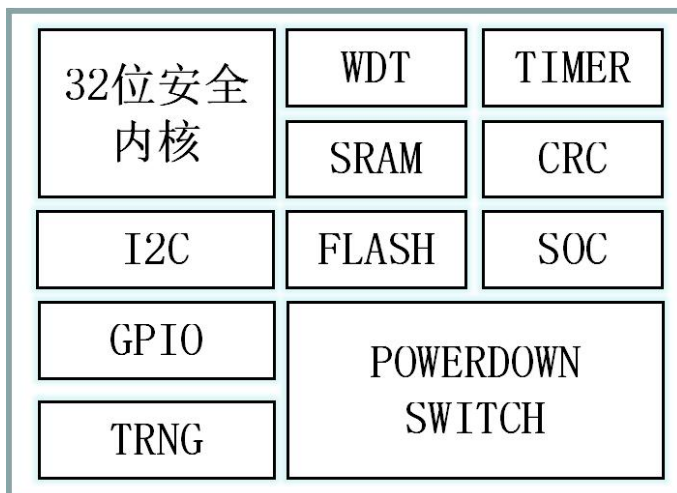 32位安全
内核
WDT
TIMER
SRAM
CRC
I2C
FLASH
SOC
GPIO
POWERDOWN
SWITCH
TRNG